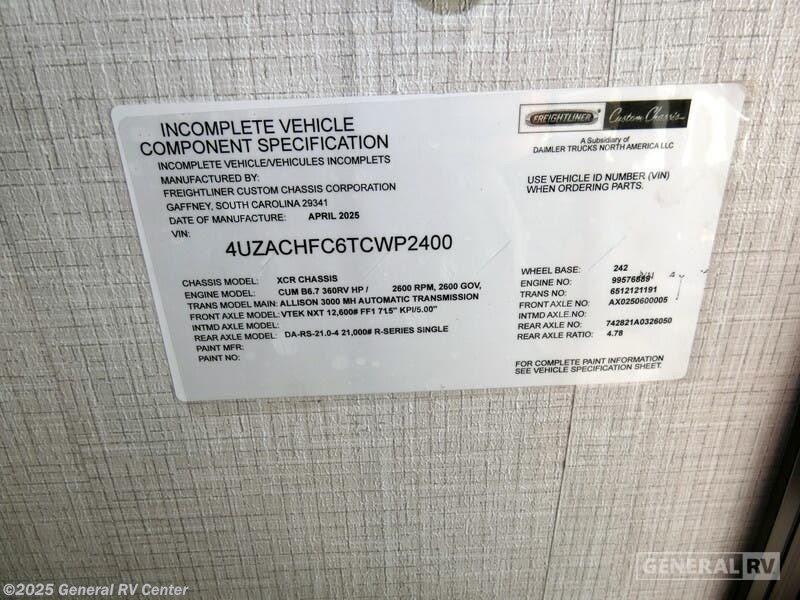 INCOMPLETE VEHICLE
COMPONENT SPECIFICATION
INCOMPLETE VEHICLE/VEHICULES INCOMPLETS
MANUFACTURED BY:
FREIGHTLINER CUSTOM CHASSIS CORPORATION
GAFFNEY, SOUTH CAROLINA 29341
DATE OF MANUFACTURE: APRIL 2025
VIN:
4UZACHFC6TCWP2400
FREIGHTLINER Custom Chassis
A Subsidiary of
DAIMLER TRUCKS NORTH AMERICA LLC
USE VEHICLE ID NUMBER (VIN)
WHEN ORDERING PARTS.
CHASSIS MODEL: XCR CHASSIS
ENGINE MODEL: CUM B6.7 360RV HP / 2600 RPM, 2600 GOV,
TRANS MODEL MAIN: ALLISON 3000 MH AUTOMATIC TRANSMISSION
FRONT AXLE MODEL: VTEK NXT 12,600# FF1 71.5" KPI/5.00"
INTMD AXLE MODEL:
REAR AXLE MODEL: DA-RS-21.0-4 21,000# R-SERIES SINGLE
PAINT MFR:
PAINT NO:
WHEEL BASE: 242
ENGINE NO: 99576889
TRANS NO: 6512121191
FRONT AXLE NO: AX0250600005
INTMD AXLE.NO:
REAR AXLE NO: 742821A0326050
REAR AXLE RATIO: 4.78
FOR COMPLETE PAINT INFORMATION
SEE VEHICLE SPECIFICATION SHEET.
GENERAL RV
©2025 General RV Center